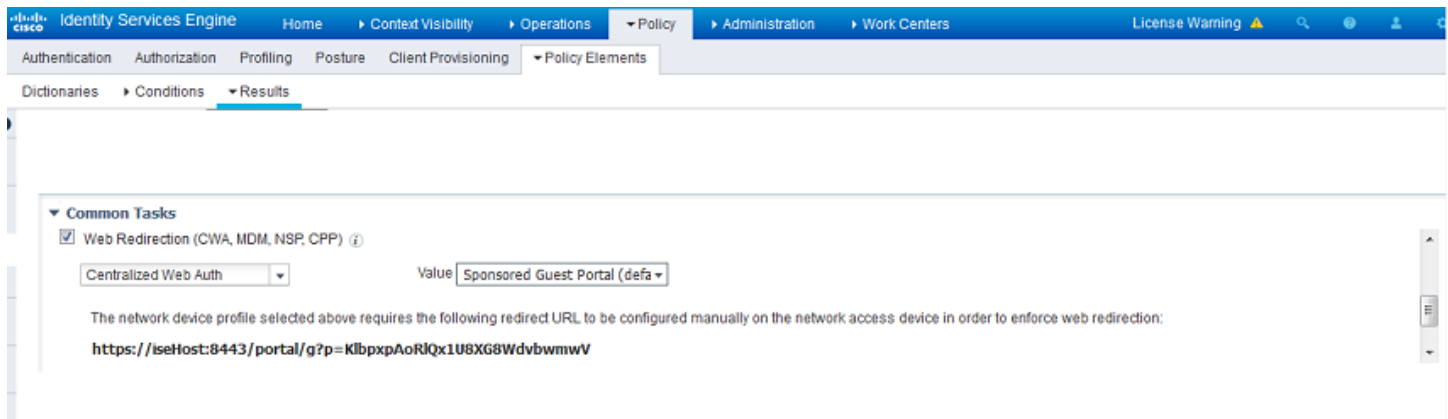 cisco Identity Services Engine Home Context Visibility Operations Policy Administration Work Centers License Warning
Authentication Authorization Profiling Posture Client Provisioning Policy Elements
Dictionaries Conditions Results
Common Tasks
Web Redirection (CWA, MDM, NSP, CPP) i
Centralized Web Auth Value Sponsored Guest Portal (defa
The network device profile selected above requires the following redirect URL to be configured manually on the network access device in order to enforce web redirection:
https://iseHost:8443/portal/g?p=KlbpxpAoRlQx1U8XG8WdvbwmwV